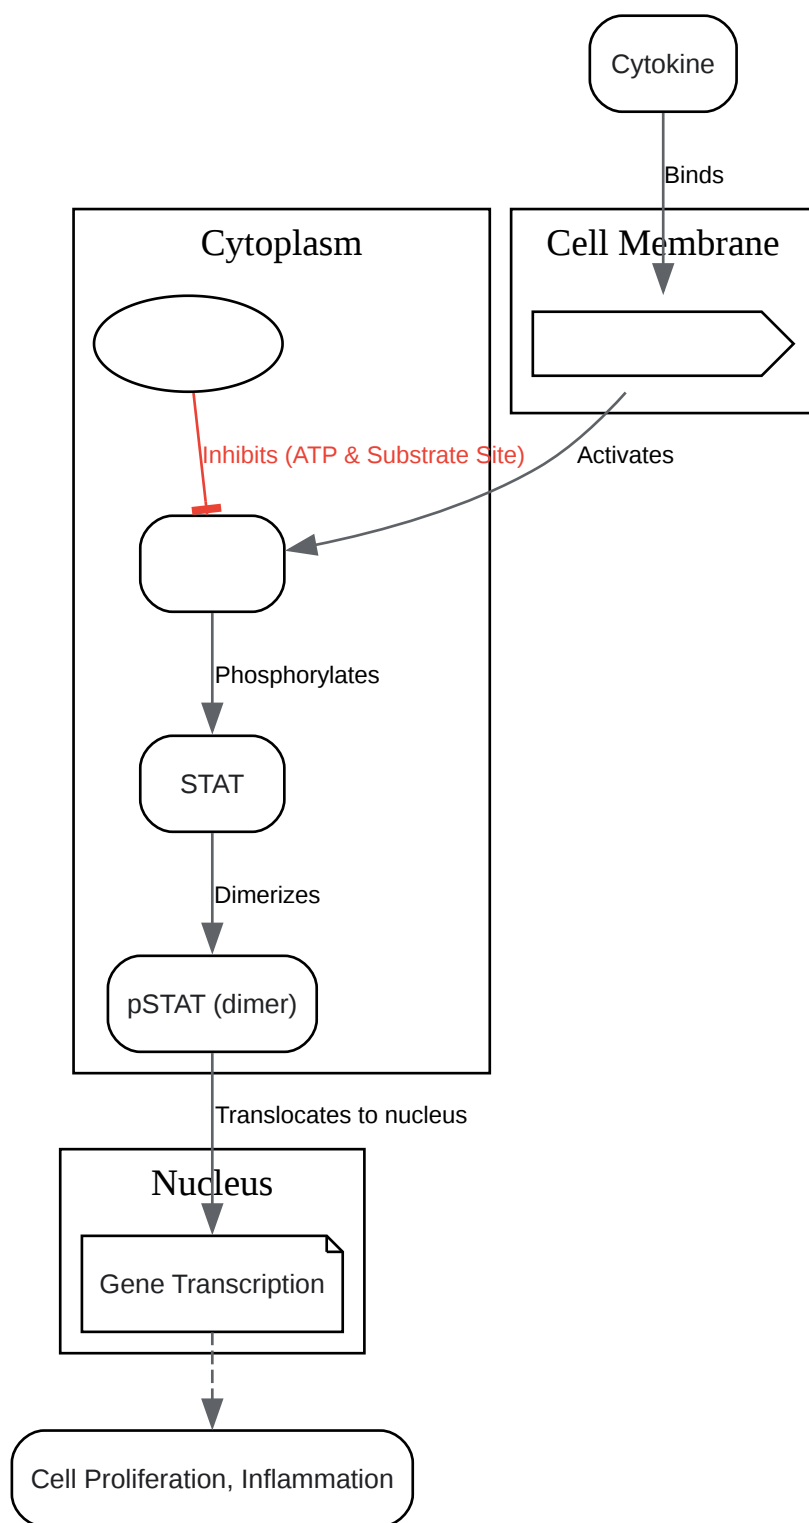 Cytokine
Binds
Cytoplasm
Cell Membrane
Inhibits (ATP & Substrate Site)
Activates
Phosphorylates
STAT
Dimerizes
pSTAT (dimer)
Translocates to nucleus
Nucleus
Gene Transcription
Cell Proliferation, Inflammation